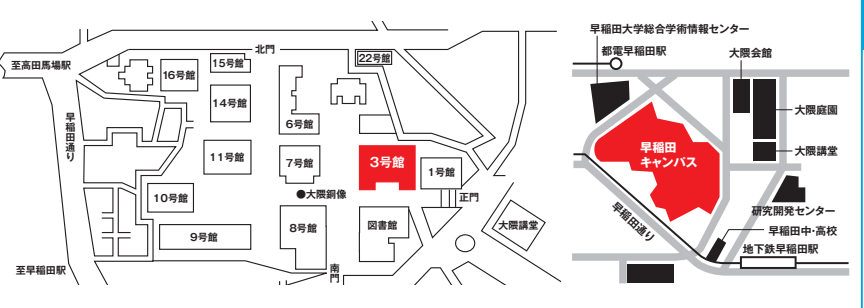 北門
至高田馬場駅
15号館
22号館
16号館
14号館
6号館
早稲田通り
11号館
7号館
3号館
1号館
●大隈銅像
10号館
正門
8号館
図書館
大隈講堂
9号館
至早稲田駅
南門
早稲田大学総合学術情報センター
都電早稲田駅
大隈会館
大隈庭園
早稲田
キャンパス
大隈講堂
研究開発センター
早稲田通り
早稲田中・高校
地下鉄早稲田駅